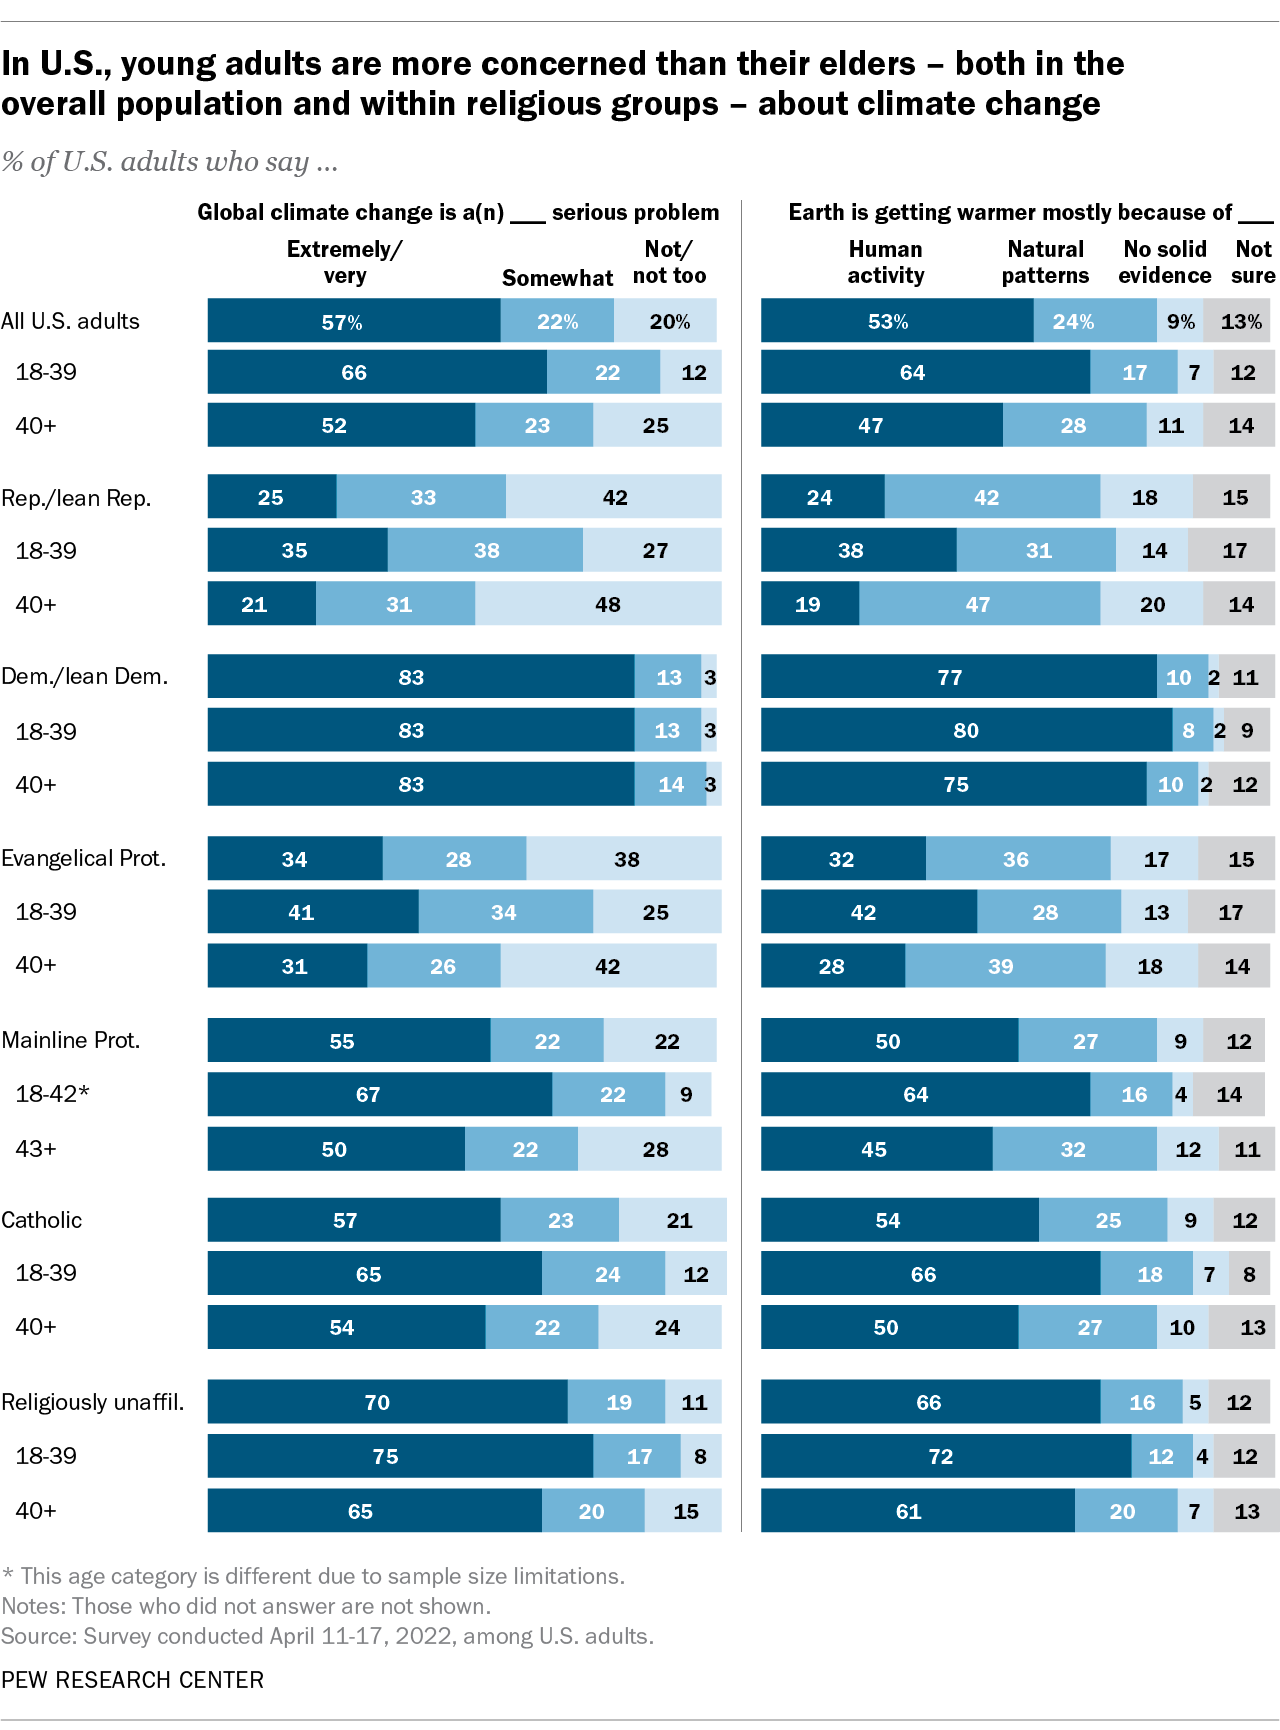 In U.S., young adults are more concerned than their elders – both in the
overall population and within religious groups – about climate change
% of U.S. adults who say ...
Global climate change is a(n) ___ serious problem
Earth is getting warmer mostly because of ___
Extremely/ very
Somewhat
Not/ not too
Human activity
Natural patterns
No solid evidence
Not sure
All U.S. adults 57% 22% 20% 53% 24% 9% 13%
18-39 66 22 12 64 17 7 12
40+ 52 23 25 47 28 11 14
Rep./lean Rep. 25 33 42 24 42 18 15
18-39 35 38 27 38 31 14 17
40+ 21 31 48 19 47 20 14
Dem./lean Dem. 83 13 3 77 10 2 11
18-39 83 13 3 80 8 2 9
40+ 83 14 3 75 10 2 12
Evangelical Prot. 34 28 38 32 36 17 15
18-39 41 34 25 42 28 13 17
40+ 31 26 42 28 39 18 14
Mainline Prot. 55 22 22 50 27 9 12
18-42* 67 22 9 64 16 4 14
43+ 50 22 28 45 32 12 11
Catholic 57 23 21 54 25 9 12
18-39 65 24 12 66 18 7 8
40+ 54 22 24 50 27 10 13
Religiously unaffil. 70 19 11 66 16 5 12
18-39 75 17 8 72 12 4 12
40+ 65 20 15 61 20 7 13
* This age category is different due to sample size limitations.
Notes: Those who did not answer are not shown.
Source: Survey conducted April 11-17, 2022, among U.S. adults.
PEW RESEARCH CENTER